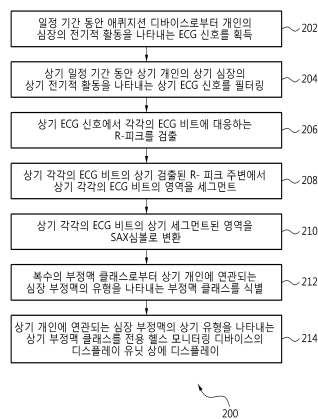 일정 기간 동안 애퀴지션 디바이스로부터 개인의
심장의 전기적 활동을 나타내는 ECG 신호를 획득
202
상기 일정 기간 동안 상기 개인의 상기 심장의
상기 전기적 활동을 나타내는 상기 ECG 신호를 필터링
204
상기 ECG 신호에서 각각의 ECG 비트에 대응하는
R-피크를 검출
206
상기 각각의 ECG 비트의 상기 검출된 R- 피크 주변에서
상기 각각의 ECG 비트의 영역을 세그먼트
208
상기 각각의 ECG 비트의 상기 세그먼트된 영역을
SAX심볼로 변환
210
복수의 부정맥 클래스로부터 상기 개인에 연관되는
심장 부정맥의 유형을 나타내는 부정맥 클래스를 식별
212
상기 개인에 연관되는 심장 부정맥의 상기 유형을 나타내는
상기 부정맥 클래스를 전용 헬스 모니터링 디바이스의
디스플레이 유닛 상에 디스플레이
214
200